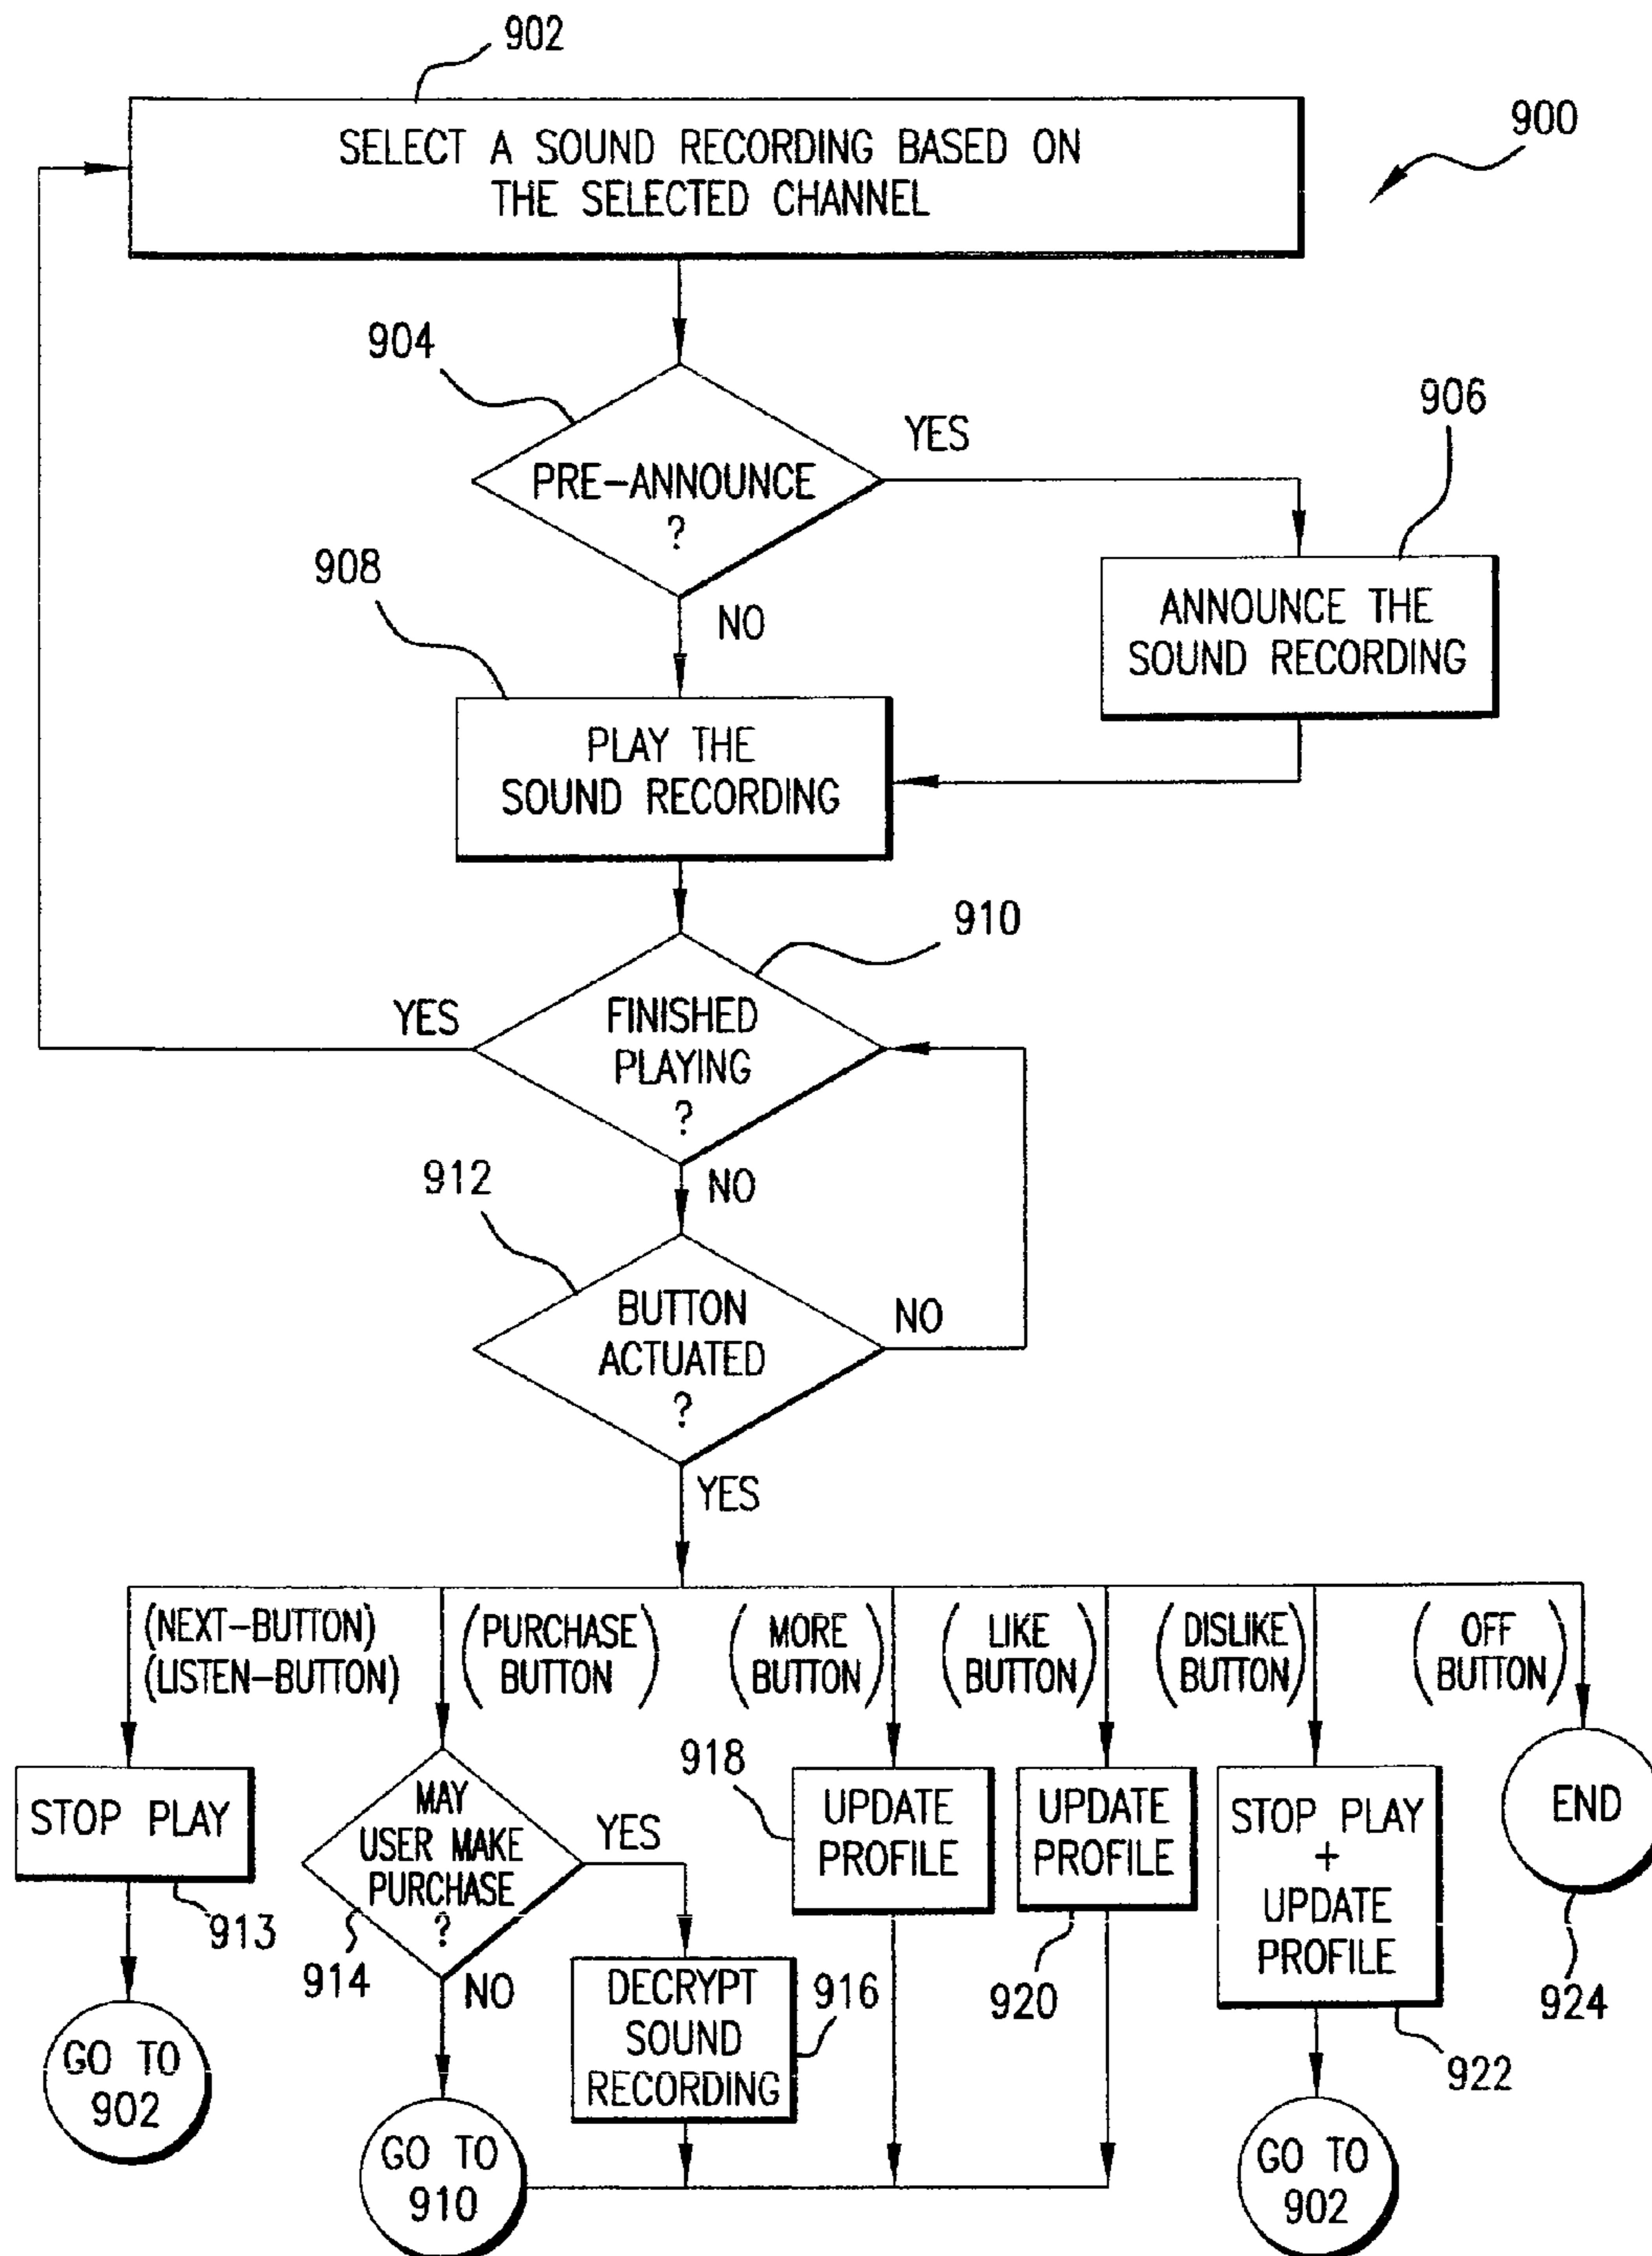 902
900
SELECT A SOUND RECORDING BASED ON
THE SELECTED CHANNEL
904
PRE-ANNOUNCE
?
YES
906
NO
ANNOUNCE THE
SOUND RECORDING
908
PLAY THE
SOUND RECORDING
910
YES
FINISHED
PLAYING
?
NO
912
BUTTON
ACTUATED
?
NO
YES
(NEXT-BUTTON)
(LISTEN-BUTTON)
(PURCHASE
BUTTON)
(MORE
BUTTON)
(LIKE
BUTTON)
(DISLIKE
BUTTON)
(OFF
BUTTON)
STOP PLAY
913
GO TO
902
MAY
USER MAKE
PURCHASE
?
914
YES
NO
DECRYPT
SOUND
RECORDING
916
GO TO
910
918
UPDATE
PROFILE
UPDATE
PROFILE
920
STOP PLAY
+
UPDATE
PROFILE
922
GO TO
902
END
924